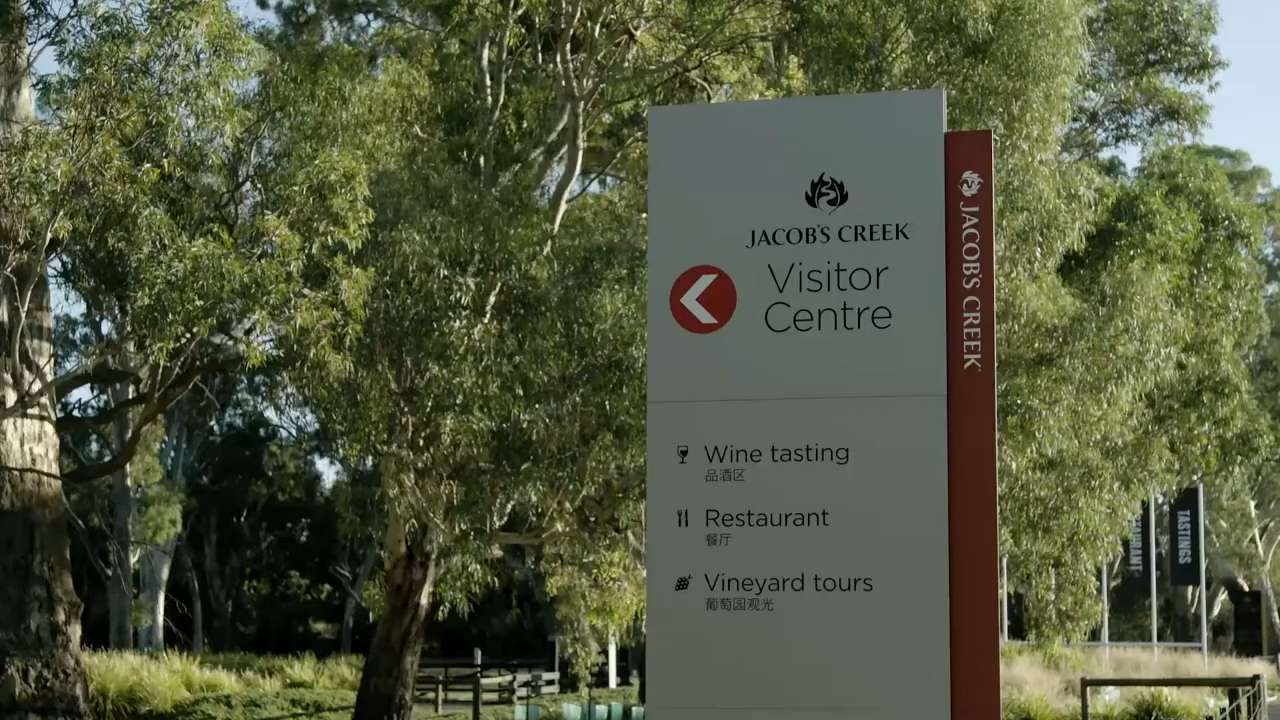 JACOB'S CREEK
Visitor
Centre
Wine tasting
品酒区
Restaurant
餐厅
Vineyard tours
葡萄园观光
JACOB'S CREEK
TASTINGS